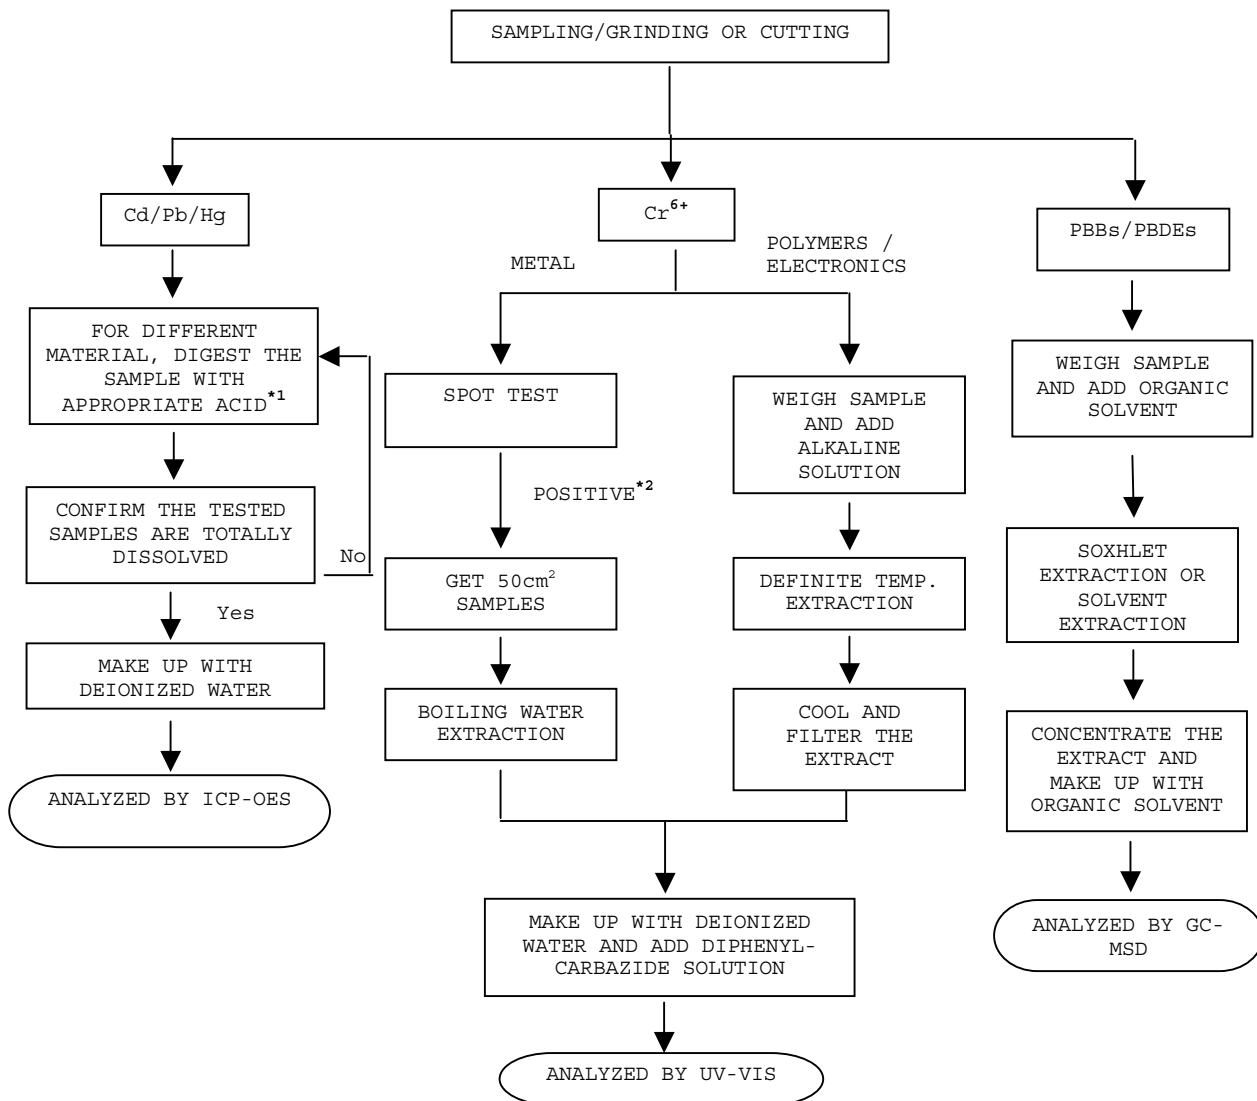 SAMPLING/GRINDING OR CUTTING
Cd/Pb/Hg
Cr⁶⁺
PBBs/PBDEs
METAL
POLYMERS /
ELECTRONICS
FOR DIFFERENT
MATERIAL, DIGEST THE
SAMPLE WITH
APPROPRIATE ACID*1
SPOT TEST
WEIGH SAMPLE
AND ADD
ALKALINE
SOLUTION
WEIGH SAMPLE
AND ADD ORGANIC
SOLVENT
POSITIVE*2
CONFIRM THE TESTED
SAMPLES ARE TOTALLY
DISSOLVED
No
Yes
GET 50cm²
SAMPLES
DEFINITE TEMP.
EXTRACTION
SOXHLET
EXTRACTION OR
SOLVENT
EXTRACTION
MAKE UP WITH
DEIONIZED WATER
BOILING WATER
EXTRACTION
COOL AND
FILTER THE
EXTRACT
CONCENTRATE THE
EXTRACT AND
MAKE UP WITH
ORGANIC SOLVENT
ANALYZED BY ICP-OES
MAKE UP WITH DEIONIZED
WATER AND ADD DIPHENYL-
CARBAZIDE SOLUTION
ANALYZED BY GC-
MSD
ANALYZED BY UV-VIS